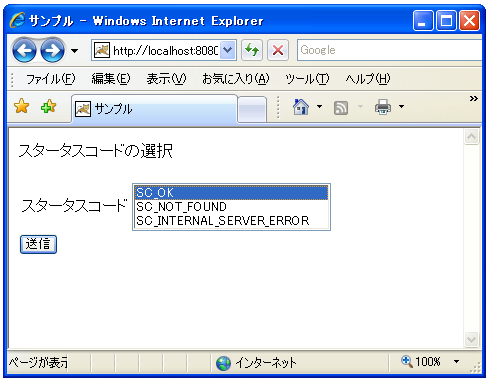 サンプル - Windows Internet Explorer
http://localhost:8080
Google
ファイル(F) 編集(E) 表示(V) お気に入り(A) ツール(T) ヘルプ(H)
サンプル
»
スタータスコードの選択
スタータスコード
SC_OK
SC_NOT_FOUND
SC_INTERNAL_SERVER_ERROR
送信
ページが表示 インターネット 100%